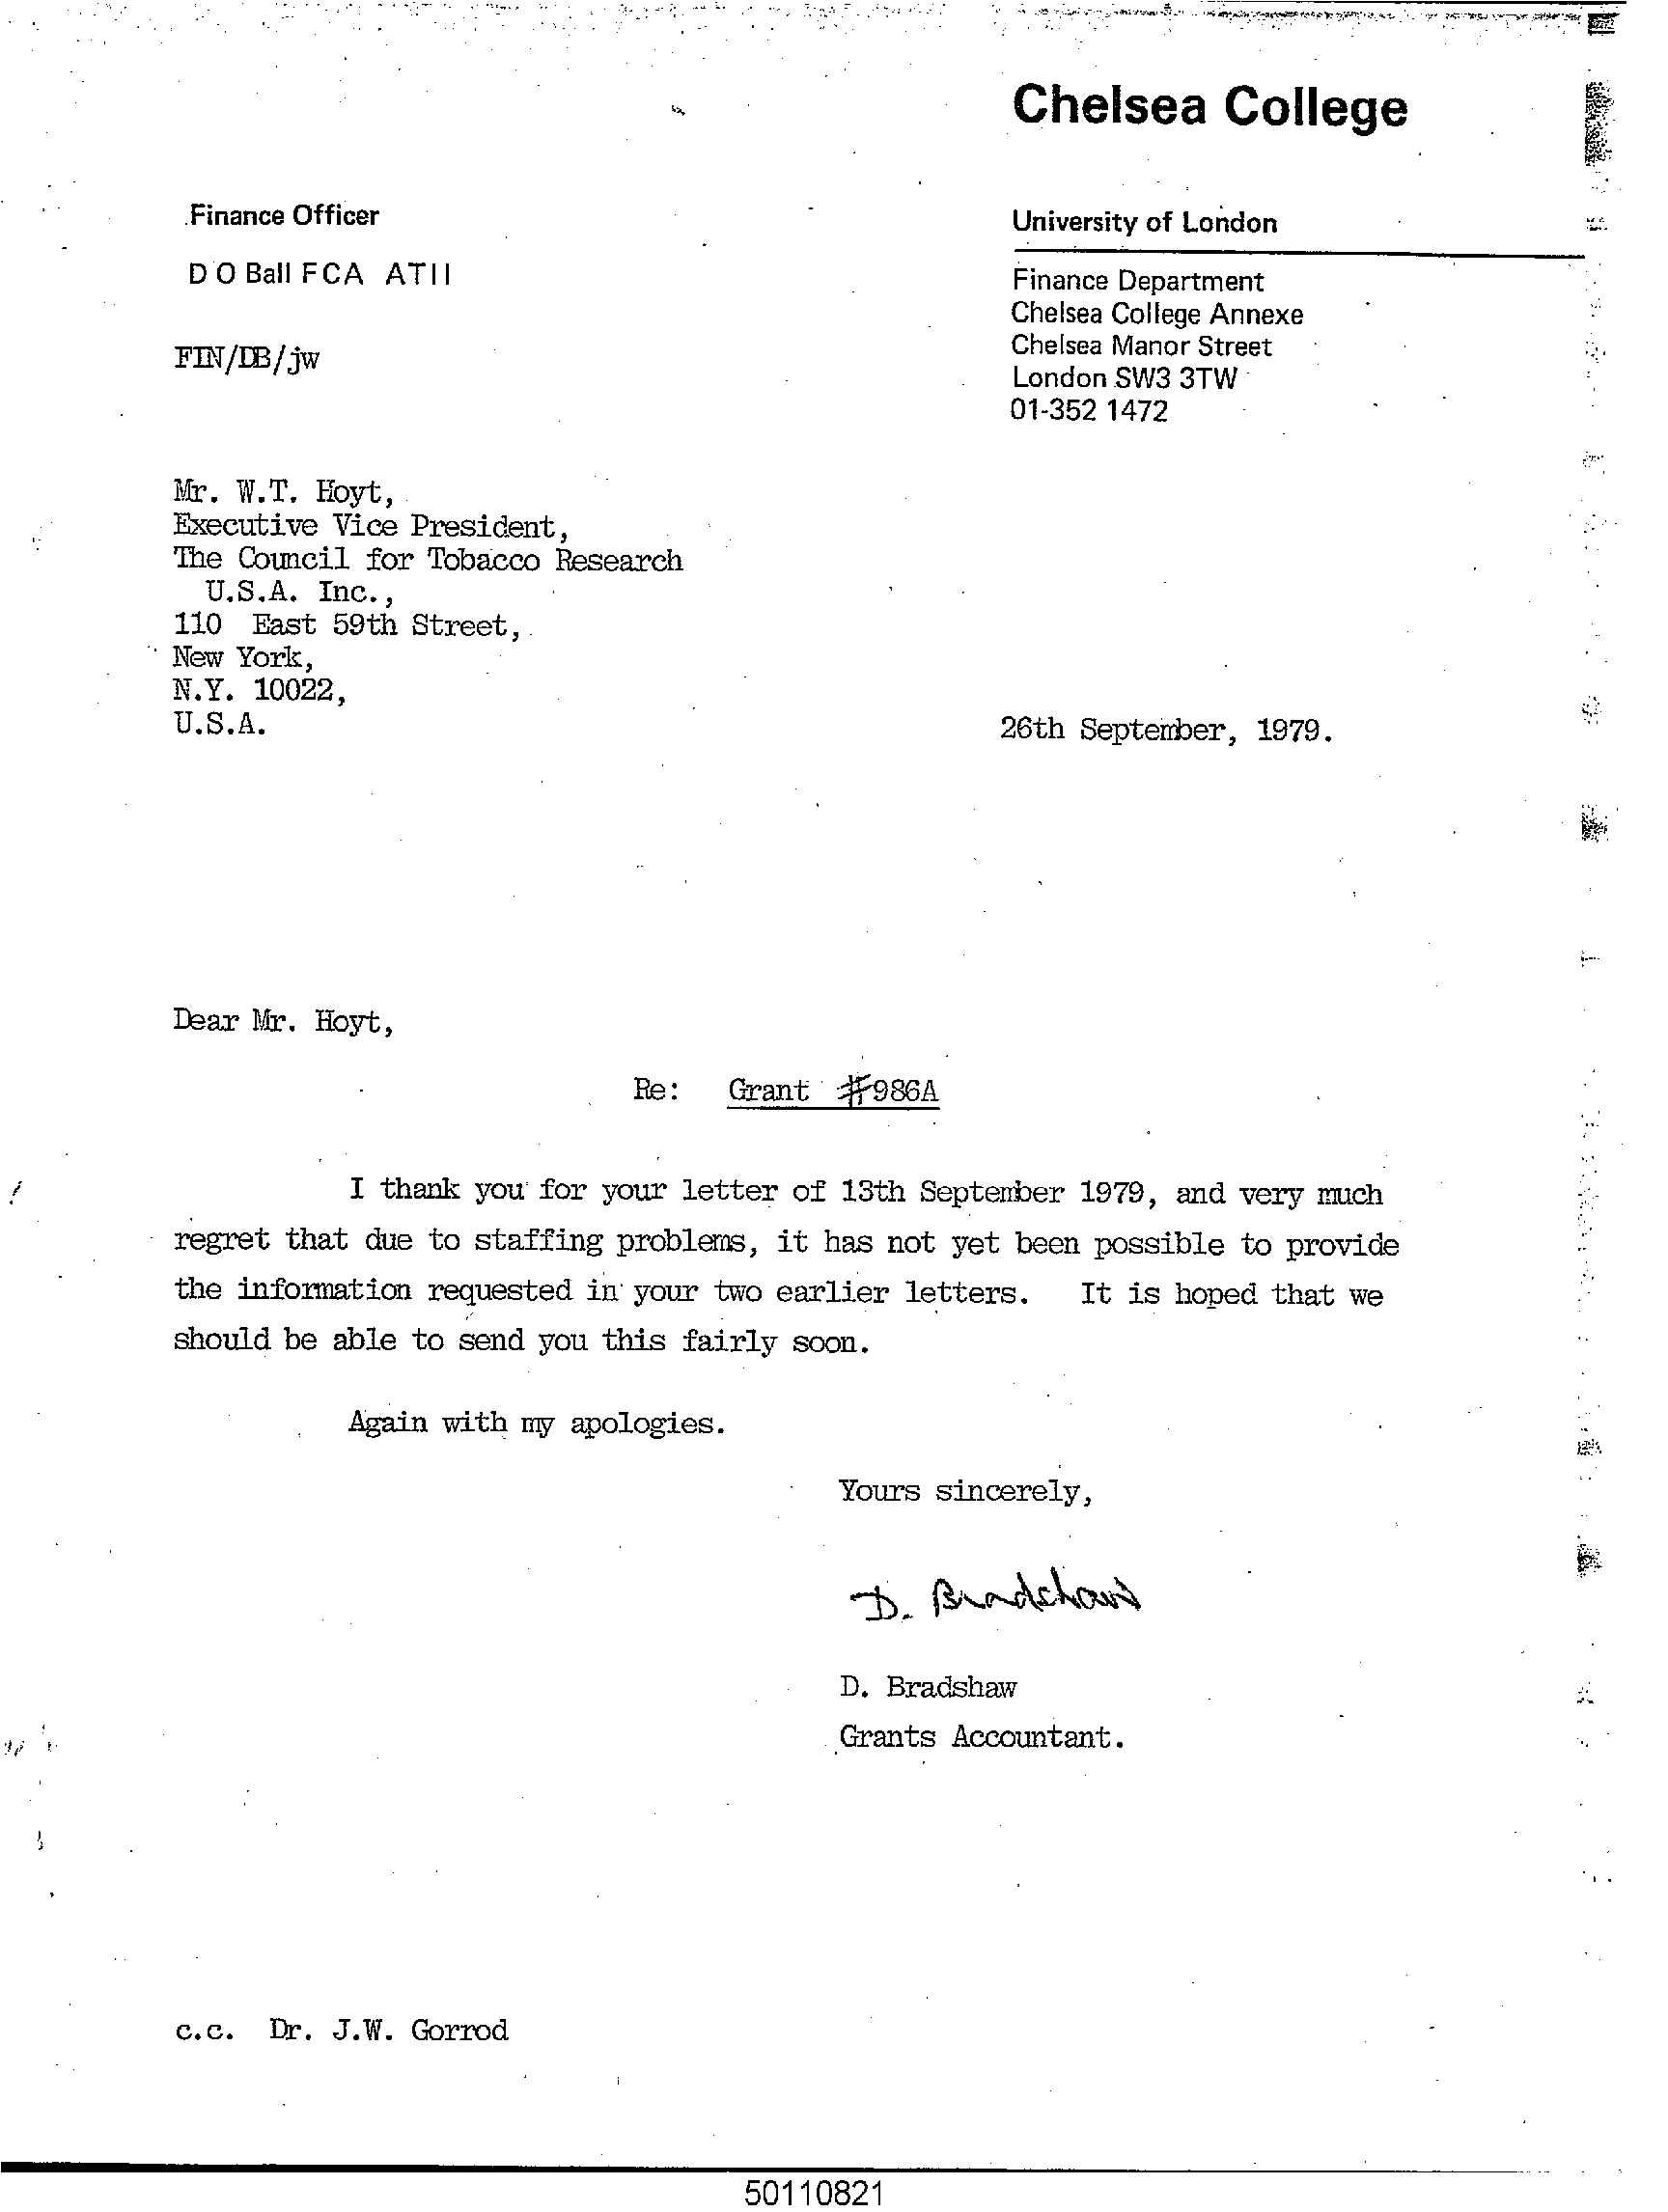 Chelsea College
Finance Officer
University of London
D O Ball FCA ATII
Finance Department
Chelsea College Annexe
Chelsea Manor Street
London SW3 3TW
01-352 1472
FIN/DB/jw
Mr. W.T. Hoyt,
Executive Vice President,
The Council for Tobacco Research
U.S.A. Inc.,
110 East 59th Street,
New York,
N.Y. 10022,
U.S.A.
26th September, 1979.
Dear Mr. Hoyt,
Re: Grant #986A
I thank you for your letter of 13th September 1979, and very much
regret that due to staffing problems, it has not yet been possible to provide
the information requested in your two earlier letters. It is hoped that we
should be able to send you this fairly soon.
Again with my apologies.
Yours sincerely,
D. Bradshaw
D. Bradshaw
Grants Accountant.
c.c. Dr. J.W. Gorrod
50110821